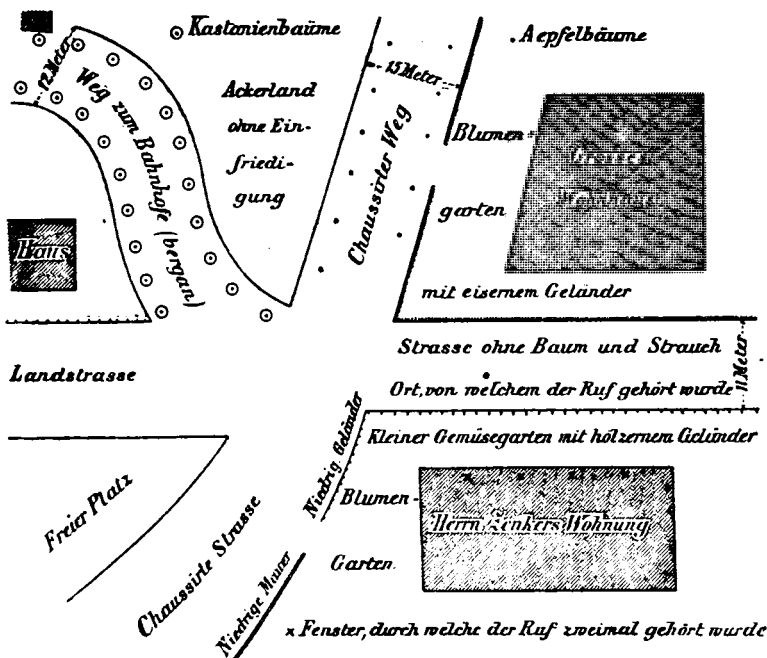 Kastanienbäume
Aepfelbäume
12 Meter
Weg zum Bahnhofe (bergan)
Ackerland
ohne Ein-
friedi-
gung
15 Meter
Chaussirter Weg
Blumen-
garten
Grosses
Wohnhaus
mit eisernem Geländer
Haus
Landstrasse
Strasse ohne Baum und Strauch
11 Meter
Ort, von welchem der Ruf gehört wurde
Freier Platz
Chaussirte Strasse
Niedrig. Geländer
Niedrige Mauer
Kleiner Gemüsegarten mit hölzernem Geländer
Blumen-
Garten
Herrn Zenkers Wohnung
x Fenster, durch welche der Ruf zweimal gehört wurde